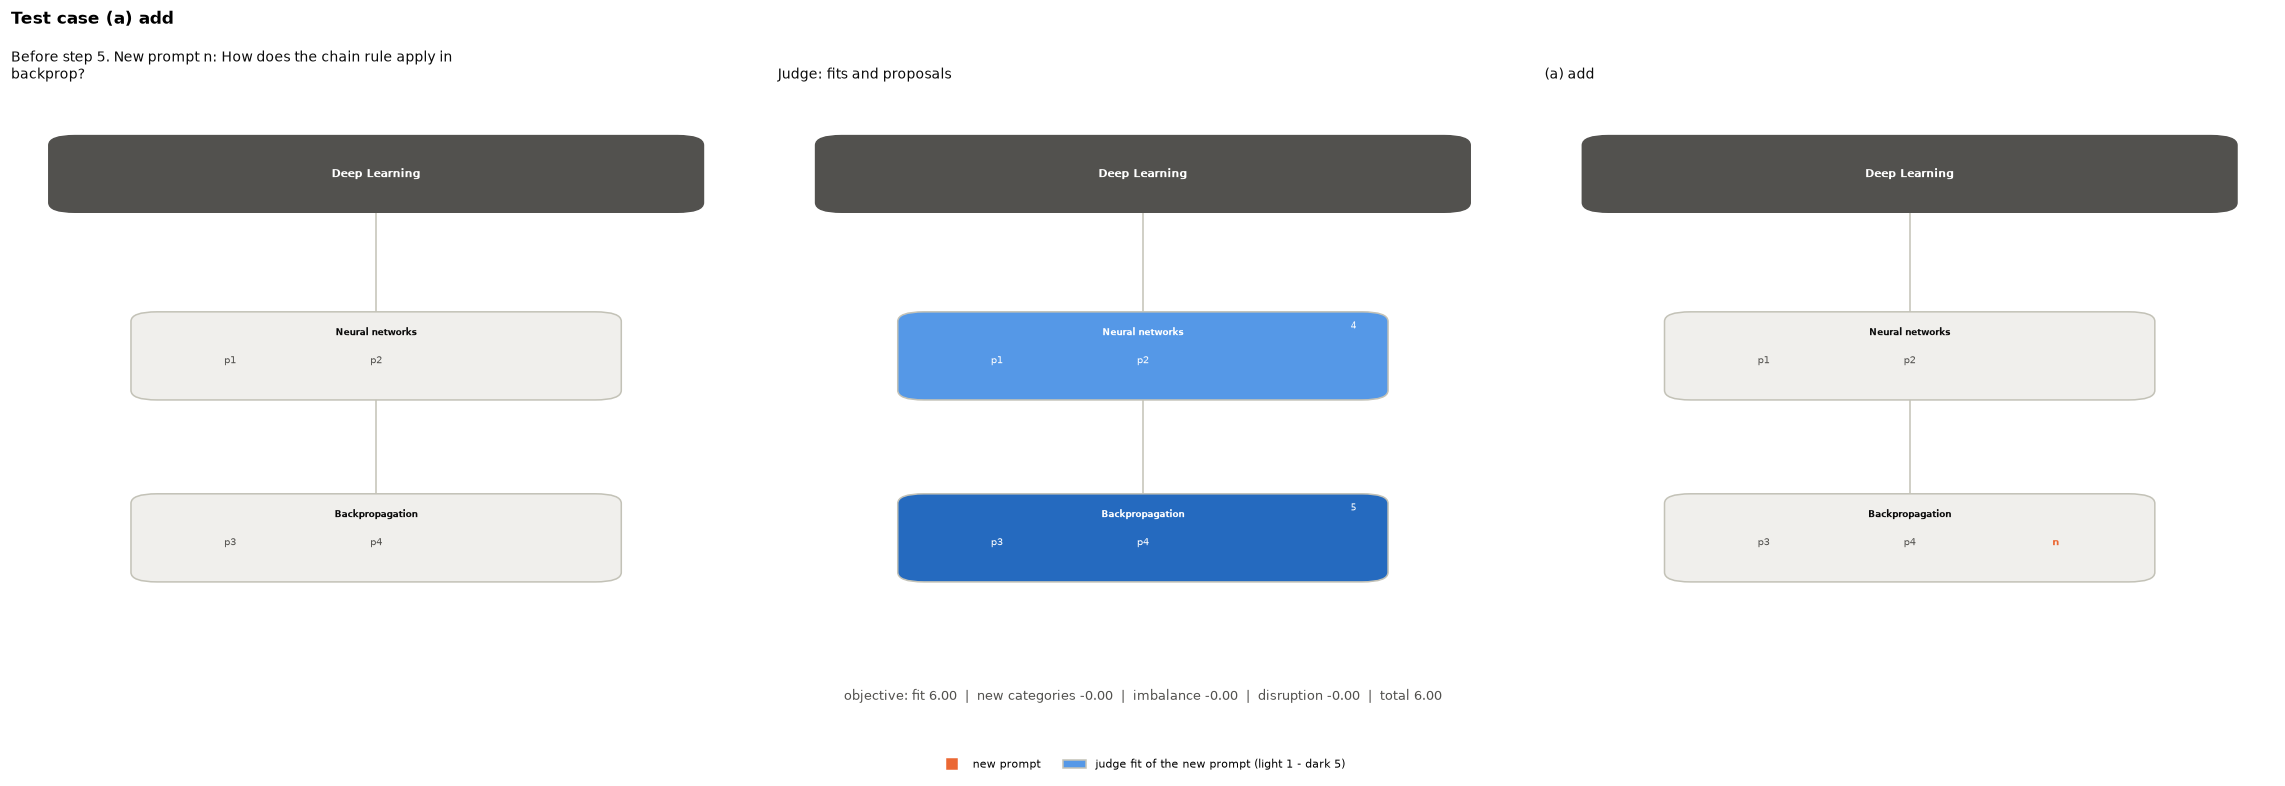 Test case (a) add
Before step 5. New prompt n: How does the chain rule apply in
backprop?
Deep Learning
Neural networks
p1 p2
Backpropagation
p3 p4
Judge: fits and proposals
Deep Learning
4
Neural networks
p1 p2
5
Backpropagation
p3 p4
(a) add
Deep Learning
Neural networks
p1 p2
Backpropagation
p3 p4 n
objective: fit 6.00 | new categories -0.00 | imbalance -0.00 | disruption -0.00 | total 6.00
new prompt
judge fit of the new prompt (light 1 - dark 5)